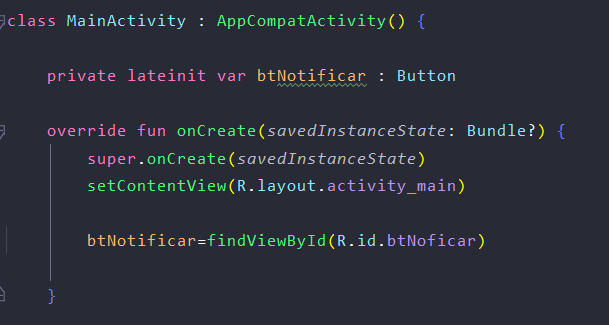 class MainActivity : AppCompatActivity() {
private lateinit var btNotificar : Button
override fun onCreate(savedInstanceState: Bundle?) {
super.onCreate(savedInstanceState)
setContentView(R.layout.activity_main)
btNotificar=findViewById(R.id.btNoficar)
}